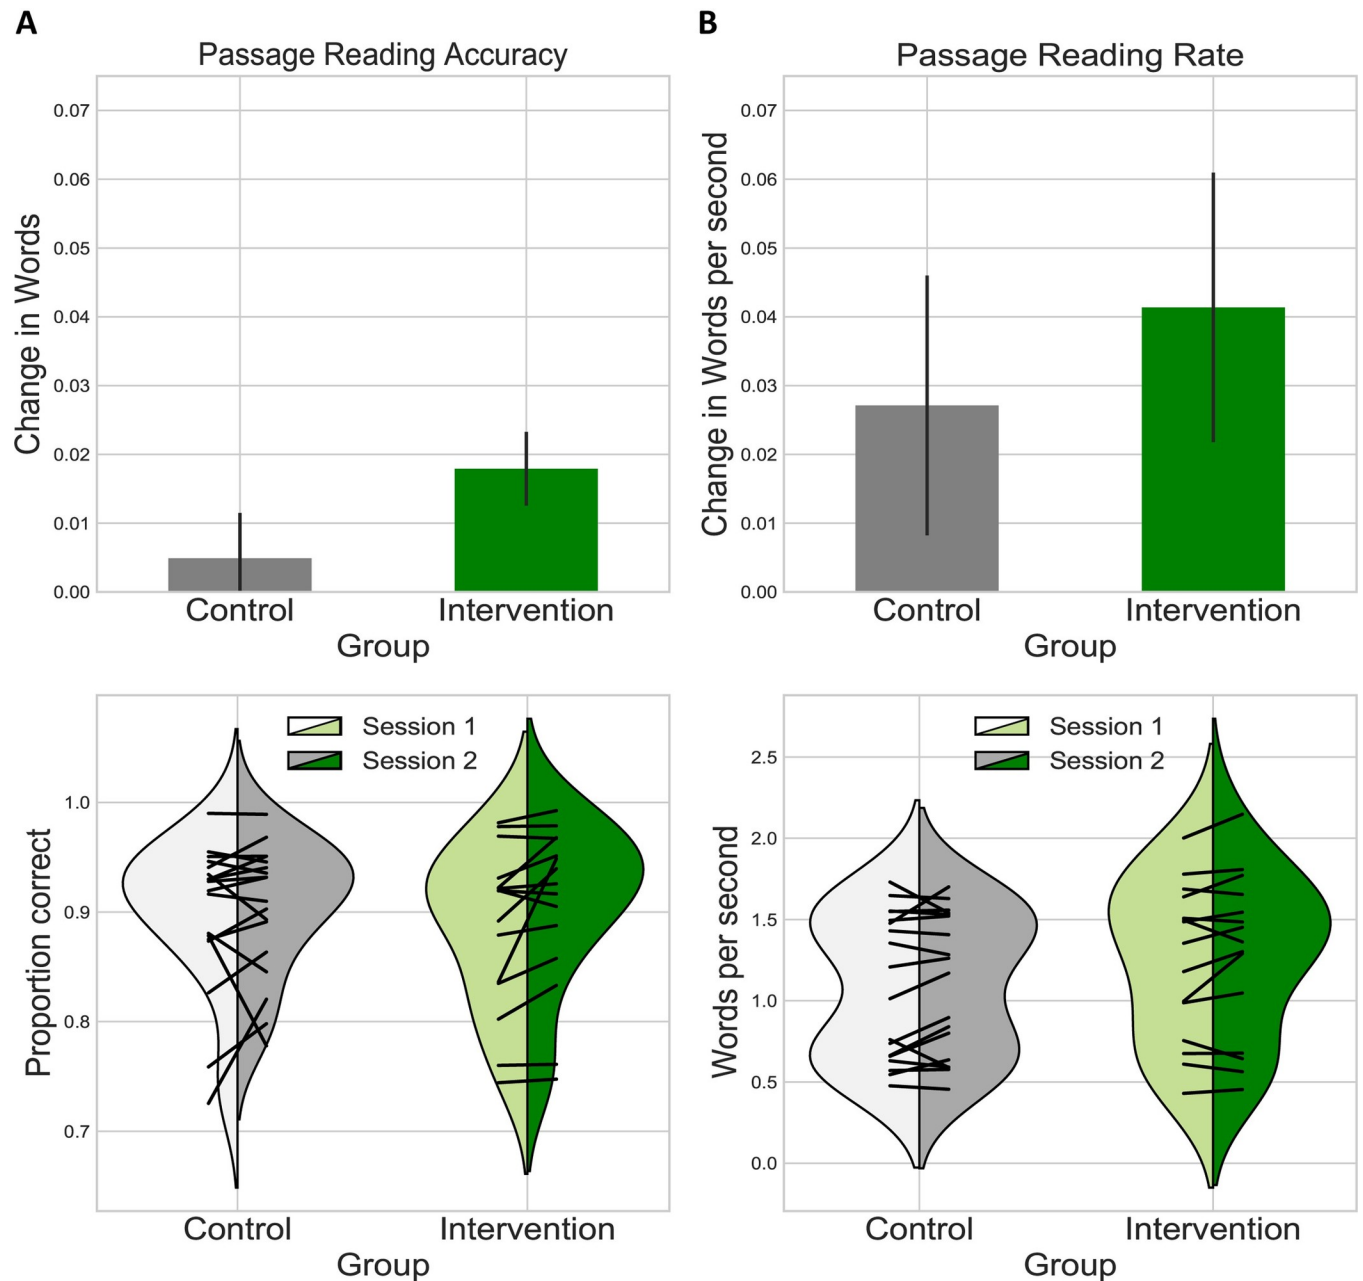 A
Passage Reading Accuracy
Change in Words
0.07
0.06
0.05
0.04
0.03
0.02
0.01
0.00
Control Intervention
Group
B
Passage Reading Rate
Change in Words per second
0.07
0.06
0.05
0.04
0.03
0.02
0.01
0.00
Control Intervention
Group
Session 1
Session 2
Proportion correct
1.0
0.9
0.8
0.7
Control Intervention
Group
Session 1
Session 2
Words per second
2.5
2.0
1.5
1.0
0.5
0.0
Control Intervention
Group